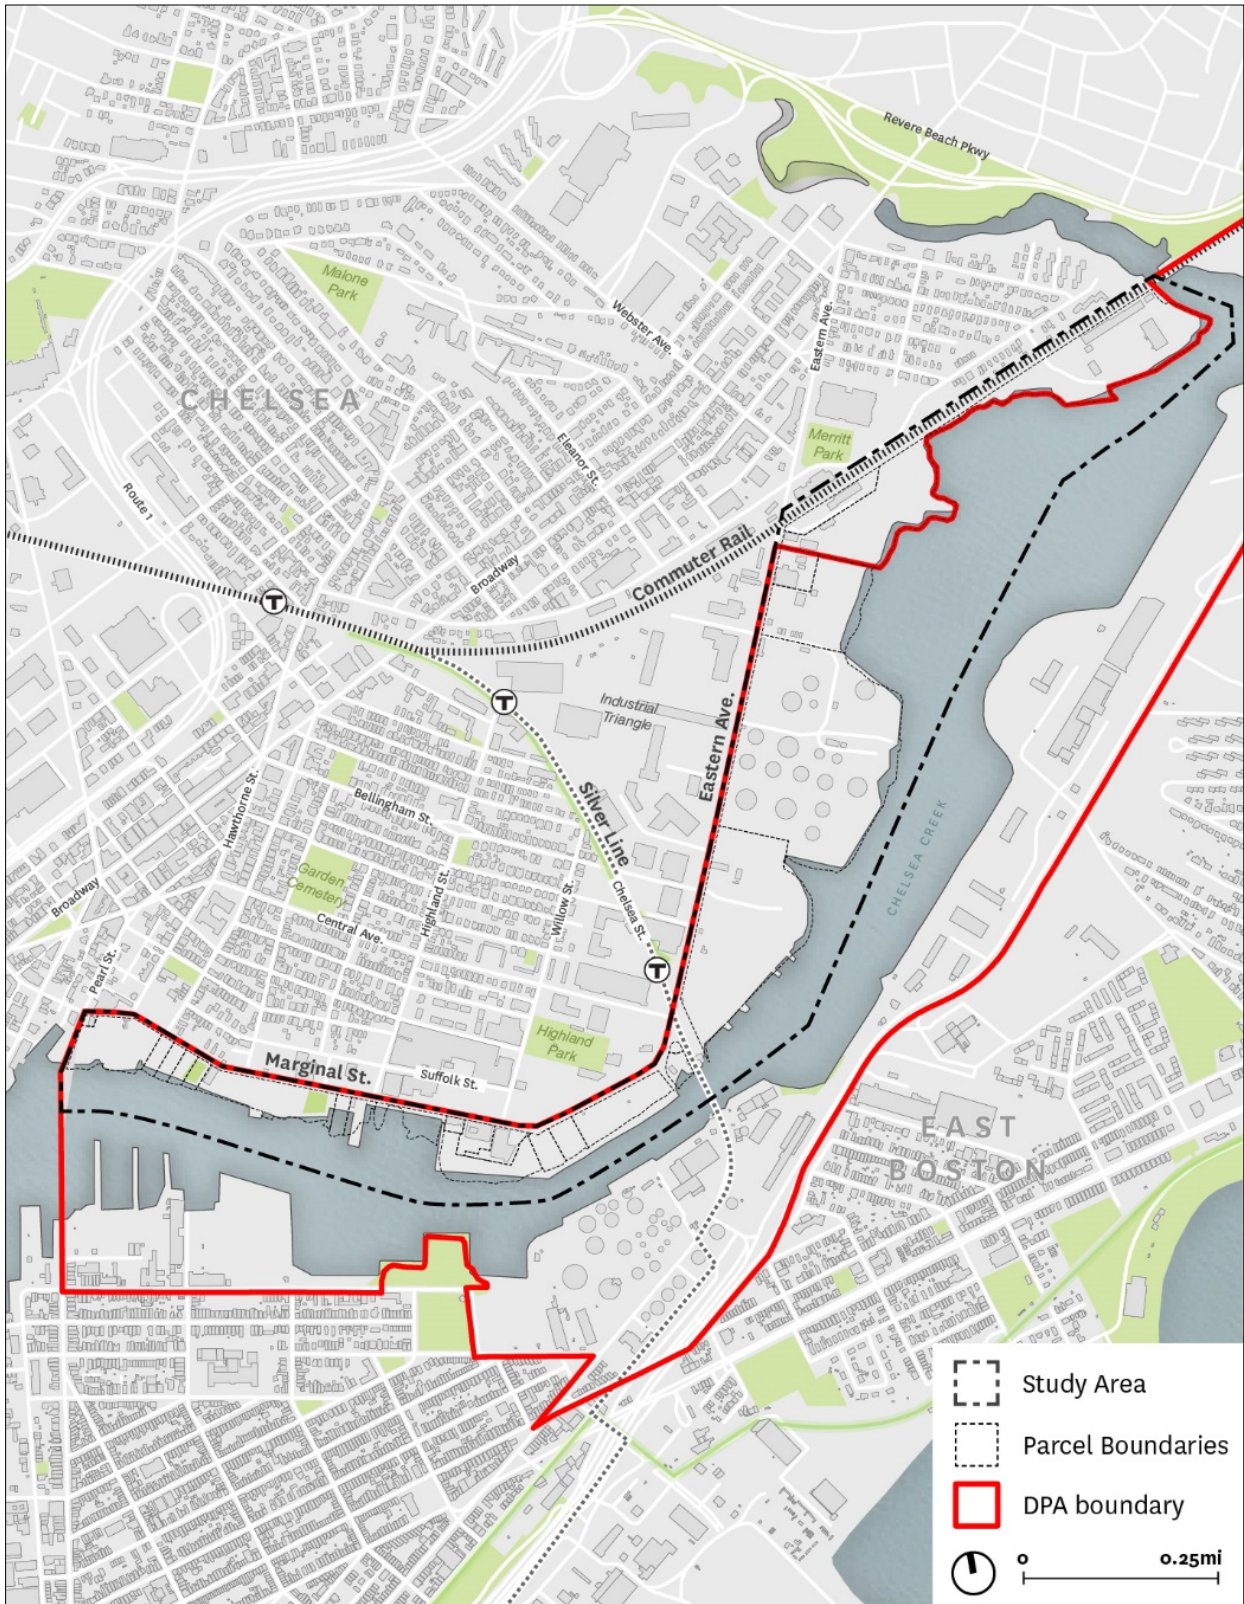 Revere Beach Pkwy
Malone
Park
Webster Ave.
Eastern Ave.
CHELSEA
Merritt
Park
Eleanor St.
Route 1
Broadway
Commuter Rail
T
T
Industrial
Triangle
Eastern Ave.
Silver Line
Hawthorne St.
Bellingham St.
CHELSEA CREEK
Garden
Cemetery
Highland St.
Willow St.
Chelsea St.
Broadway
Central Ave.
Pearl St.
T
Highland
Park
Marginal St.
Suffolk St.
EAST
BOSTON
Study Area
Parcel Boundaries
DPA boundary
0 0.25mi